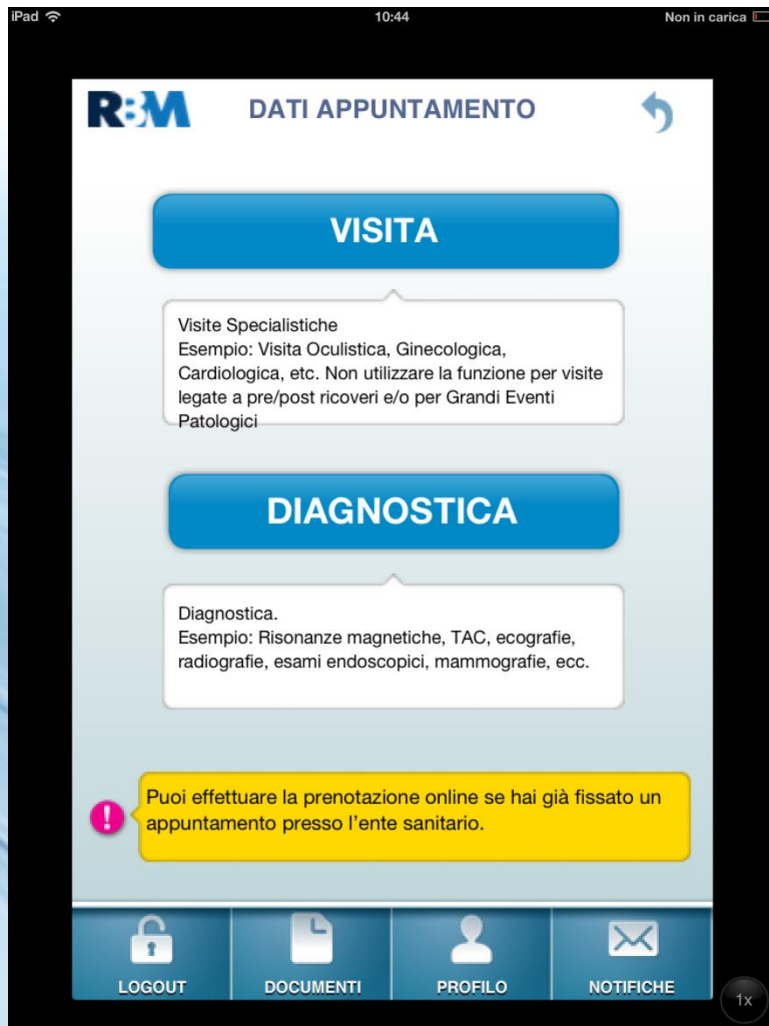 iPad
10:44
Non in carica
RBM
DATI APPUNTAMENTO
VISITA
Visite Specialistiche
Esempio: Visita Oculistica, Ginecologica,
Cardiologica, etc. Non utilizzare la funzione per visite
legate a pre/post ricoveri e/o per Grandi Eventi
Patologici
DIAGNOSTICA
Diagnostica.
Esempio: Risonanze magnetiche, TAC, ecografie,
radiografie, esami endoscopici, mammografie, ecc.
!
Puoi effettuare la prenotazione online se hai già fissato un
appuntamento presso l'ente sanitario.
LOGOUT
DOCUMENTI
PROFILO
NOTIFICHE
1x